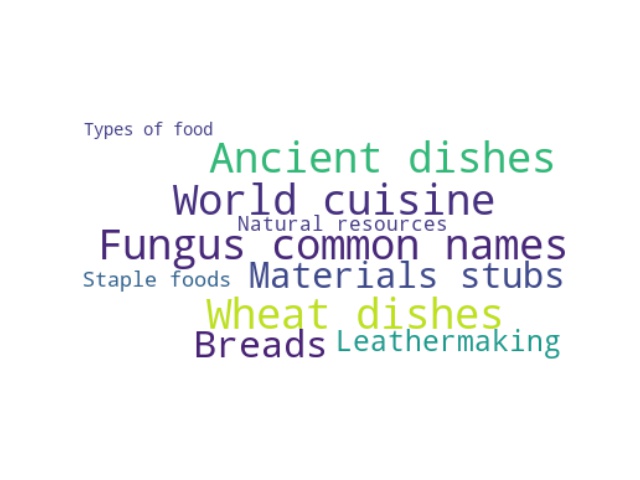 Types of food
Ancient dishes
World cuisine
Natural resources
Fungus common names
Staple foods
Materials stubs
Wheat dishes
Breads
Leathermaking